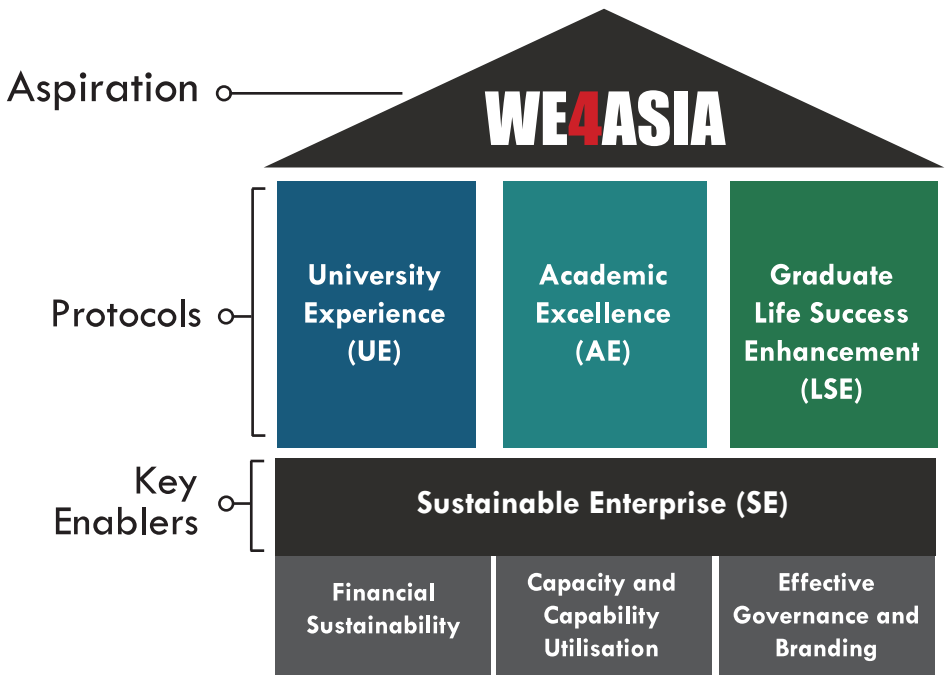 Aspiration
WE4ASIA
Protocols
University
Experience
(UE)
Academic
Excellence
(AE)
Graduate
Life Success
Enhancement
(LSE)
Key
Enablers
Sustainable Enterprise (SE)
Financial
Sustainability
Capacity and
Capability
Utilisation
Effective
Governance and
Branding